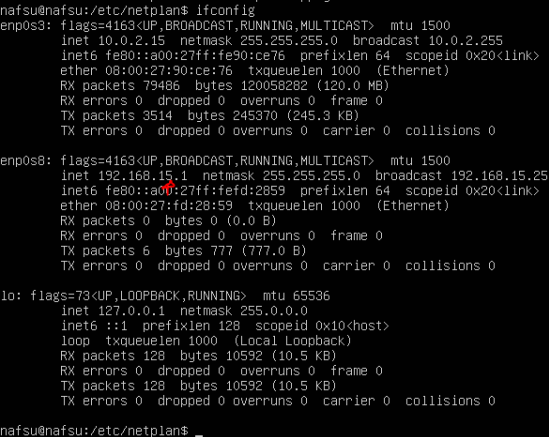 nafsu@nafsu:/etc/netplan$ ifconfig
enp0s3: flags=4163<UP,BROADCAST,RUNNING,MULTICAST>  mtu 1500
inet 10.0.2.15  netmask 255.255.255.0  broadcast 10.0.2.255
inet6 fe80::a00:27ff:fe90:ce76  prefixlen 64  scopeid 0x20<link>
ether 08:00:27:90:ce:76  txqueuelen 1000  (Ethernet)
RX packets 79486  bytes 120058282 (120.0 MB)
RX errors 0  dropped 0  overruns 0  frame 0
TX packets 3514  bytes 245370 (245.3 KB)
TX errors 0  dropped 0 overruns 0  carrier 0  collisions 0
enp0s8: flags=4163<UP,BROADCAST,RUNNING,MULTICAST>  mtu 1500
inet 192.168.15.1  netmask 255.255.255.0  broadcast 192.168.15.25
inet6 fe80::a00:27ff:fefd:2859  prefixlen 64  scopeid 0x20<link>
ether 08:00:27:fd:28:59  txqueuelen 1000  (Ethernet)
RX packets 0  bytes 0 (0.0 B)
RX errors 0  dropped 0  overruns 0  frame 0
TX packets 6  bytes 777 (777.0 B)
TX errors 0  dropped 0 overruns 0  carrier 0  collisions 0
lo: flags=73<UP,LOOPBACK,RUNNING>  mtu 65536
inet 127.0.0.1  netmask 255.0.0.0
inet6 ::1  prefixlen 128  scopeid 0x10<host>
loop  txqueuelen 1000  (Local Loopback)
RX packets 128  bytes 10592 (10.5 KB)
RX errors 0  dropped 0  overruns 0  frame 0
TX packets 128  bytes 10592 (10.5 KB)
TX errors 0  dropped 0 overruns 0  carrier 0  collisions 0
nafsu@nafsu:/etc/netplan$ _